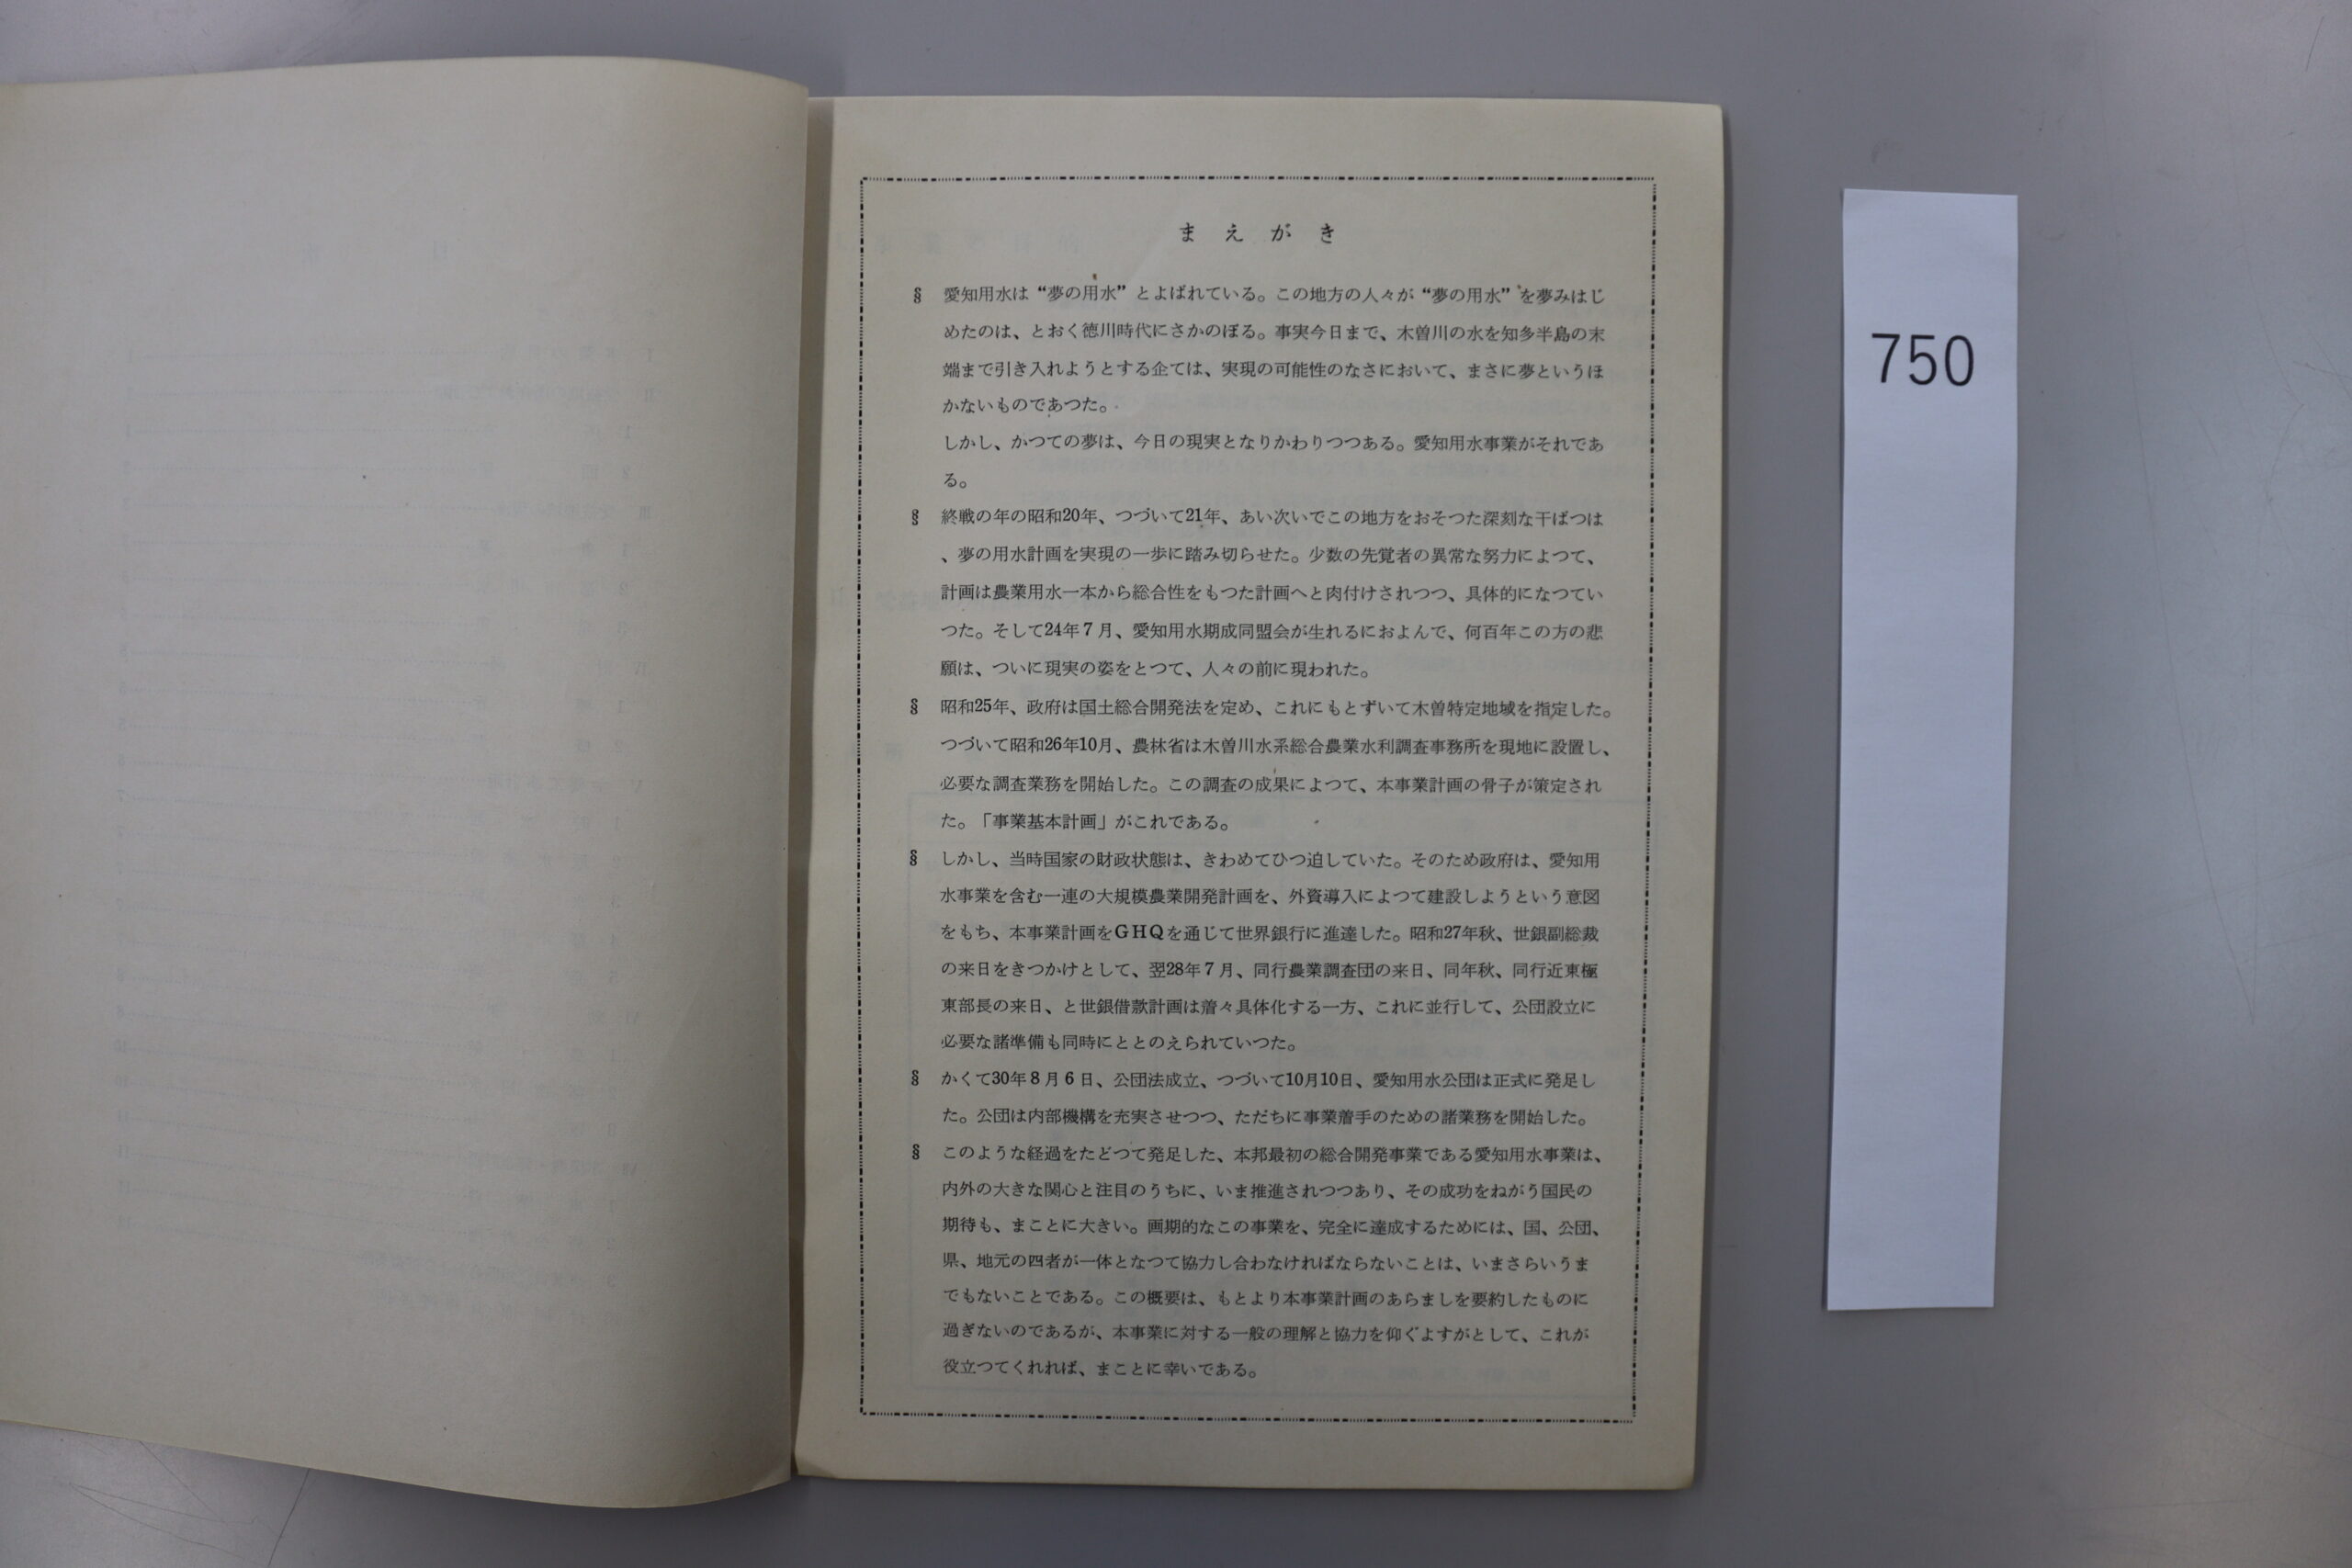 まえがき
§ 愛知用水は“夢の用水”とよばれている。この地方の人々が“夢の用水”を夢みはじ
めたのは、とおく徳川時代にさかのぼる。事実今日まで、木曽川の水を知多半島の末
端まで引き入れようとする企ては、実現の可能性のなさにおいて、まさに夢というほ
かないものであつた。
しかし、かつての夢は、今日の現実となりかわりつつある。愛知用水事業がそれであ
る。
§ 終戦の年の昭和20年、つづいて21年、あい次いでこの地方をおそつた深刻な干ばつは
、夢の用水計画を実現の一歩に踏み切らせた。少数の先覚者の異常な努力によつて、
計画は農業用水一本から総合性をもつた計画へと肉付けされつつ、具体的になつてい
つた。そして24年7月、愛知用水期成同盟会が生れるにおよんで、何百年この方の悲
願は、ついに現実の姿をとつて、人々の前に現われた。
§ 昭和25年、政府は国土総合開発法を定め、これにもとずいて木曽特定地域を指定した。
つづいて昭和26年10月、農林省は木曽川水系総合農業水利調査事務所を現地に設置し、
必要な調査業務を開始した。この調査の成果によつて、本事業計画の骨子が策定され
た。「事業基本計画」がこれである。
§ しかし、当時国家の財政状態は、きわめてひつ迫していた。そのため政府は、愛知用
水事業を含む一連の大規模農業開発計画を、外資導入によつて建設しようという意図
をもち、本事業計画をGHQを通じて世界銀行に進達した。昭和27年秋、世銀副総裁
の来日をきつかけとして、翌28年7月、同行農業調査団の来日、同年秋、同行近東極
東部長の来日、と世銀借款計画は着々具体化する一方、これに並行して、公団設立に
必要な諸準備も同時にととのえられていつた。
§ かくて30年8月6日、公団法成立、つづいて10月10日、愛知用水公団は正式に発足し
た。公団は内部機構を充実させつつ、ただちに事業着手のための諸業務を開始した。
§ このような経過をたどつて発足した、本邦最初の総合開発事業である愛知用水事業は、
内外の大きな関心と注目のうちに、いま推進されつつあり、その成功をねがう国民の
期待も、まことに大きい。画期的なこの事業を、完全に達成するためには、国、公団、
県、地元の四者が一体となつて協力し合わなければならないことは、いまさらいうま
でもないことである。この概要は、もとより本事業計画のあらましを要約したものに
過ぎないのであるが、本事業に対する一般の理解と協力を仰ぐよすがとして、これが
役立つてくれれば、まことに幸いである。
750